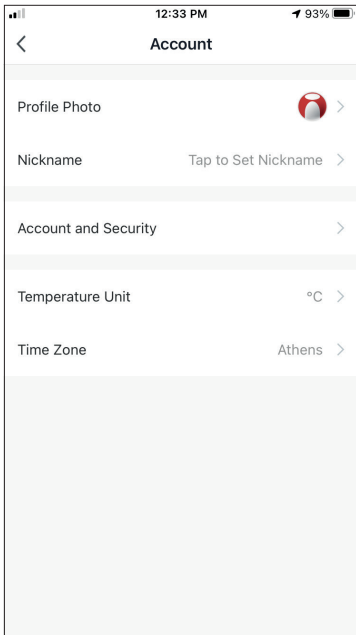 12:33 PM 93%
Account
Profile Photo
Nickname Tap to Set Nickname
Account and Security
Temperature Unit °C
Time Zone Athens